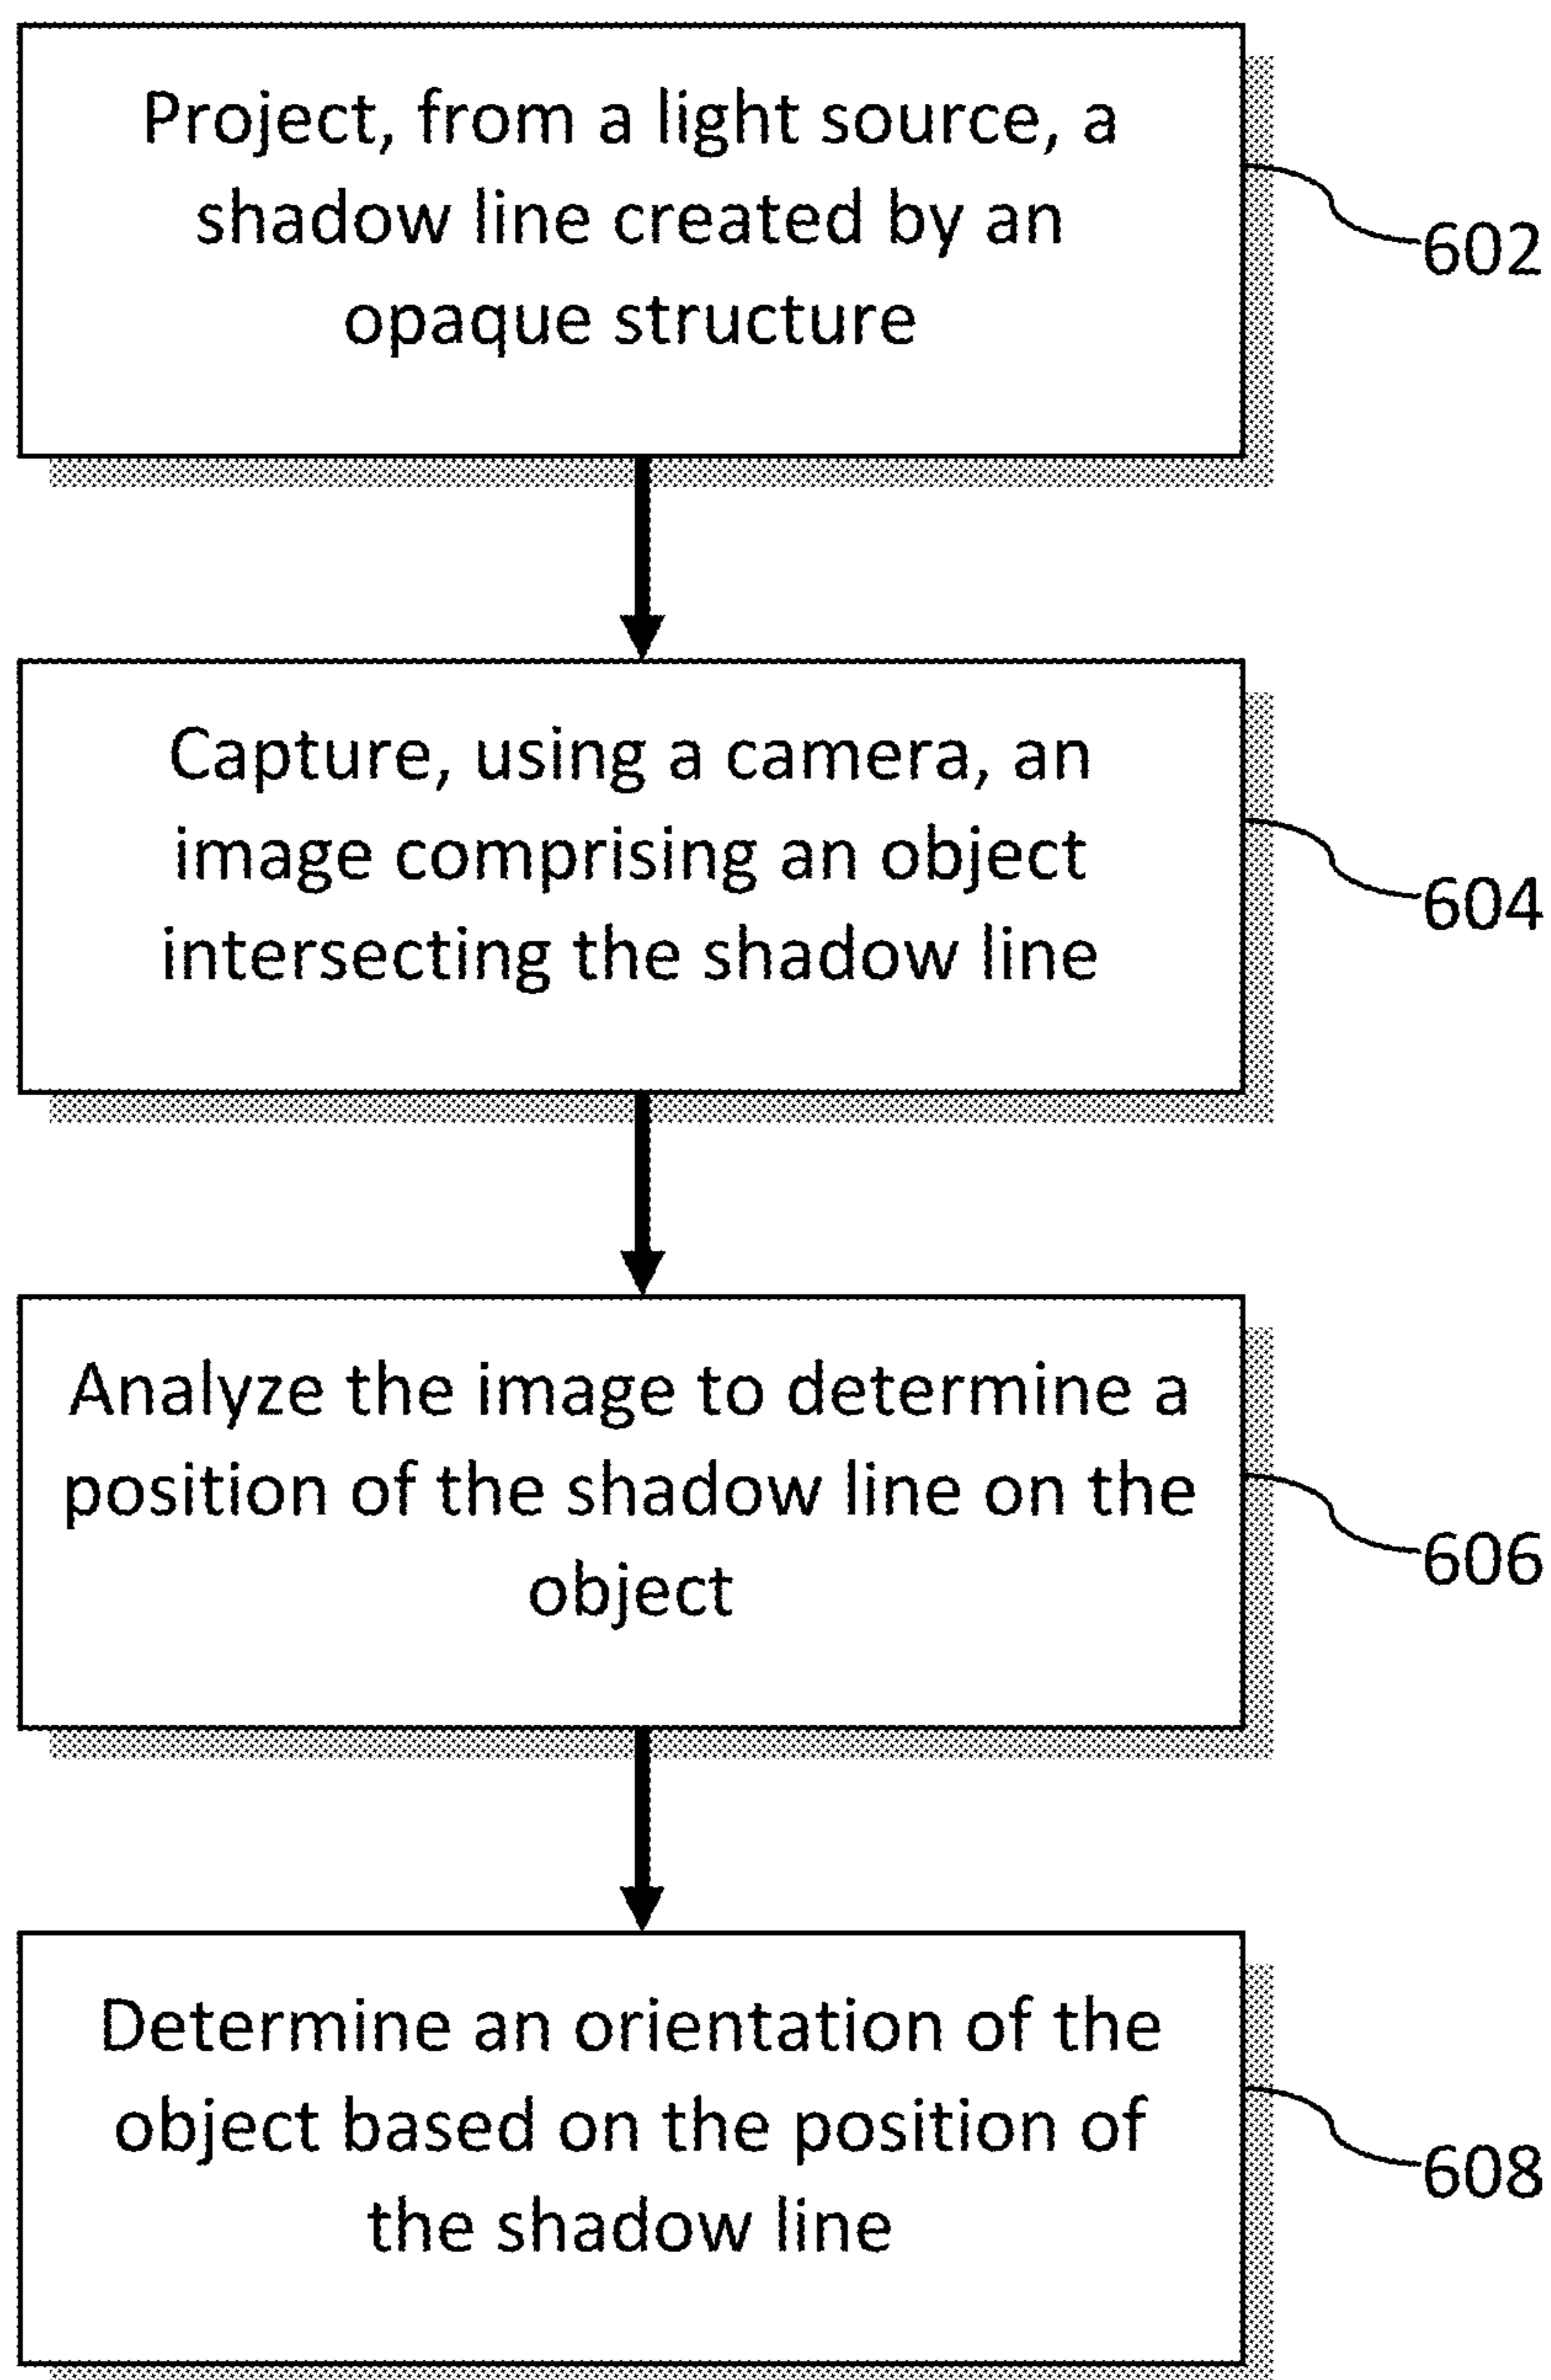 Project, from a light source, a
shadow line created by an
opaque structure
602
Capture, using a camera, an
image comprising an object
intersecting the shadow line
604
Analyze the image to determine a
position of the shadow line on the
object
606
Determine an orientation of the
object based on the position of
the shadow line
608